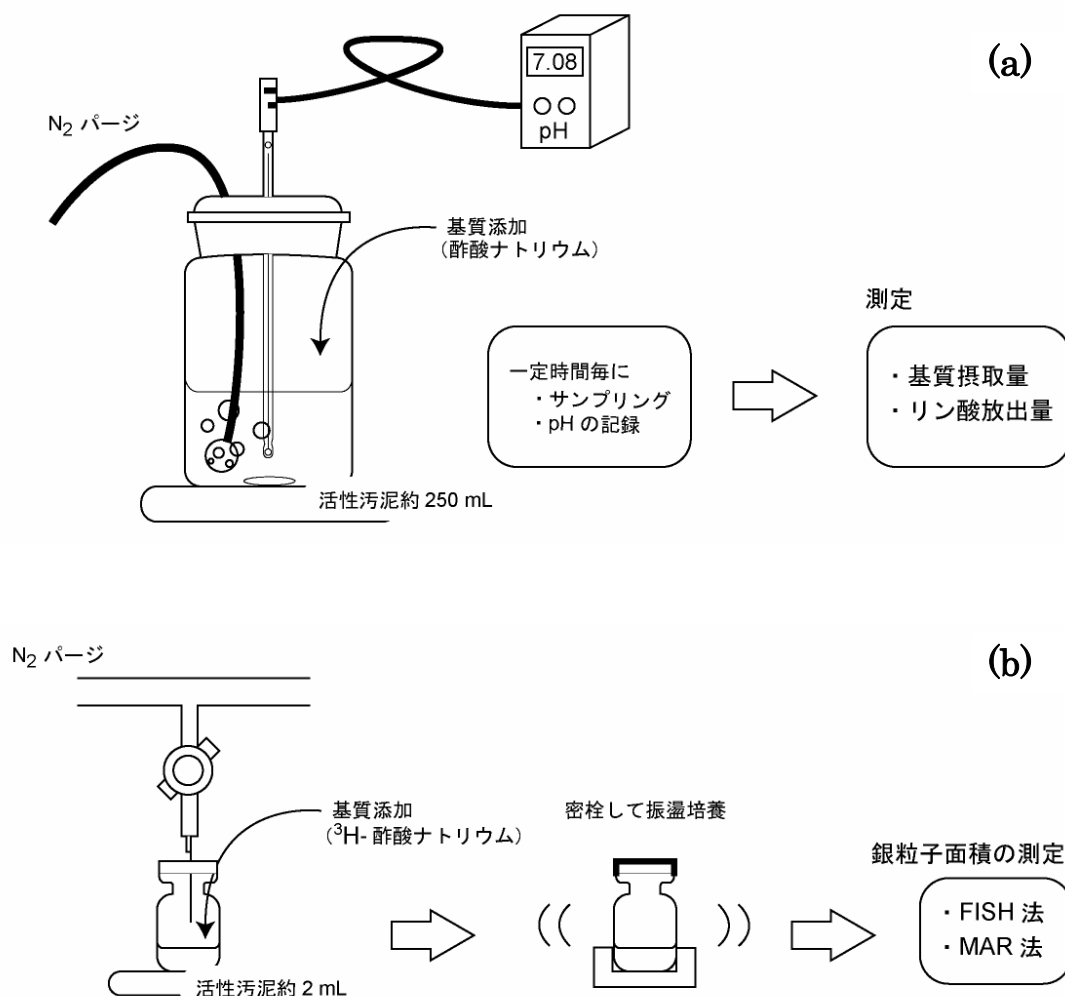 (a)
7.08
pH
N2 パージ
基質添加
（酢酸ナトリウム）
測定
一定時間毎に
・サンプリング
・pH の記録
・基質摂取量
・リン酸放出量
活性汚泥約 250 mL
(b)
N2 パージ
基質添加
（3H- 酢酸ナトリウム）
密栓して振盪培養
銀粒子面積の測定
・FISH 法
・MAR 法
活性汚泥約 2 mL